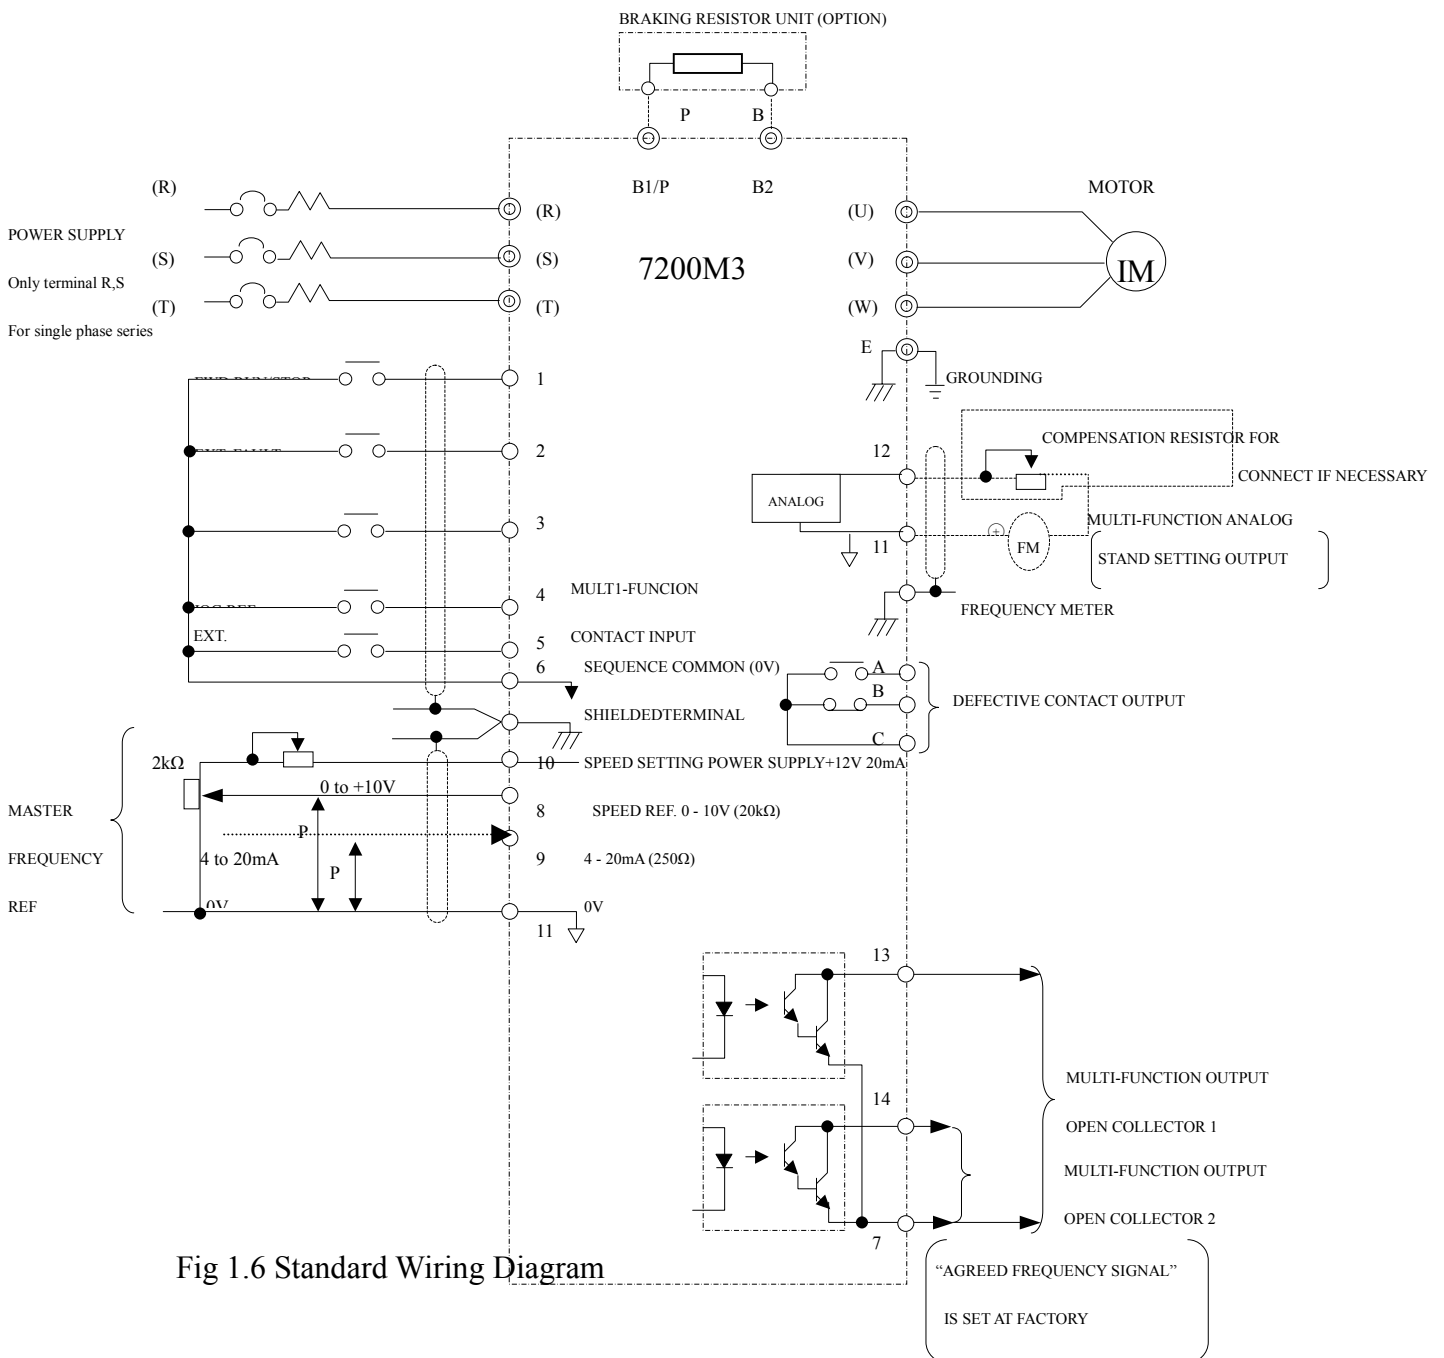 BRAKING RESISTOR UNIT (OPTION)
P B
B1/P B2
MOTOR
(R)
(R)
(U)
POWER SUPPLY
(S)
(S)
7200M3
(V)
IM
Only terminal R,S
(T)
(T)
(W)
For single phase series
E
GROUNDING
1
2
3
4 MULT1-FUNCION
EXT.
5 CONTACT INPUT
6 SEQUENCE COMMON (0V)
SHIELDEDTERMINAL
12
COMPENSATION RESISTOR FOR
CONNECT IF NECESSARY
ANALOG
MULTI-FUNCTION ANALOG
11
+
FM
STAND SETTING OUTPUT
FREQUENCY METER
A
B
C
DEFECTIVE CONTACT OUTPUT
2kΩ
10 SPEED SETTING POWER SUPPLY+12V 20mA
0 to +10V
MASTER
8 SPEED REF. 0 - 10V (20kΩ)
P
FREQUENCY
4 to 20mA
9 4 - 20mA (250Ω)
P
REF
0V
0V
11
13
MULTI-FUNCTION OUTPUT
14
OPEN COLLECTOR 1
MULTI-FUNCTION OUTPUT
OPEN COLLECTOR 2
7
"AGREED FREQUENCY SIGNAL"
IS SET AT FACTORY
Fig 1.6 Standard Wiring Diagram